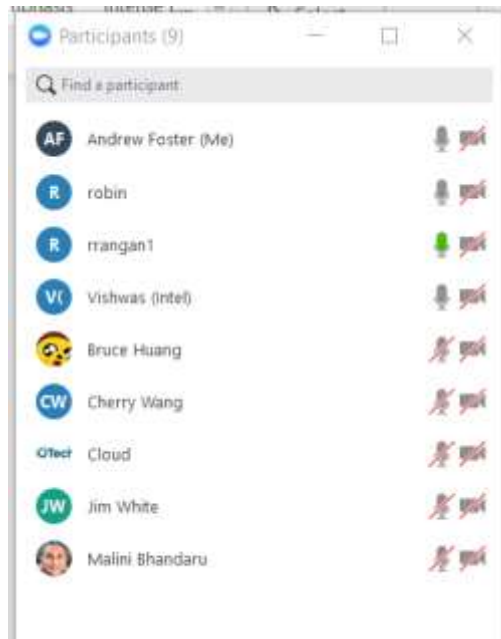 Participants (9)
Find a participant
AF Andrew Foster (Me)
R robin
R rrangan1
V( Vishwas (Intel)
Bruce Huang
CW Cherry Wang
Cloud
JW Jim White
Malini Bhandaru